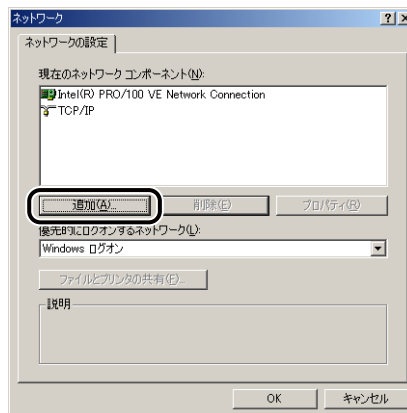 ネットワーク
ネットワークの設定
現在のネットワーク コンポーネント(N):
Intel(R) PRO/100 VE Network Connection
TCP/IP
追加(A)...
削除(E)
プロパティ(R)
優先的にログオンするネットワーク(L):
Windows ログオン
ファイルとプリンタの共有(F)...
説明
OK
キャンセル